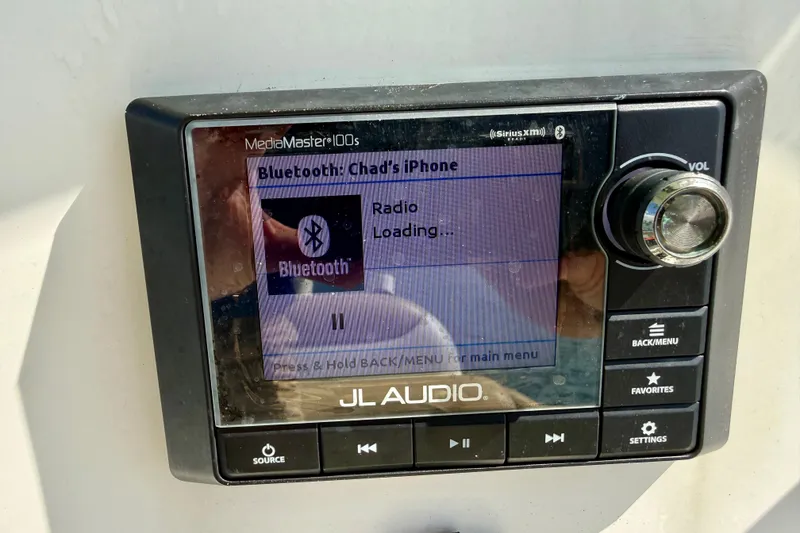 MediaMaster®100s
((SiriusXM))
READY
VOL
Bluetooth: Chad's iPhone
Radio
Loading...
Bluetooth
Press & Hold BACK/MENU for main menu
JL AUDIO®
BACK/MENU
FAVORITES
SETTINGS
SOURCE